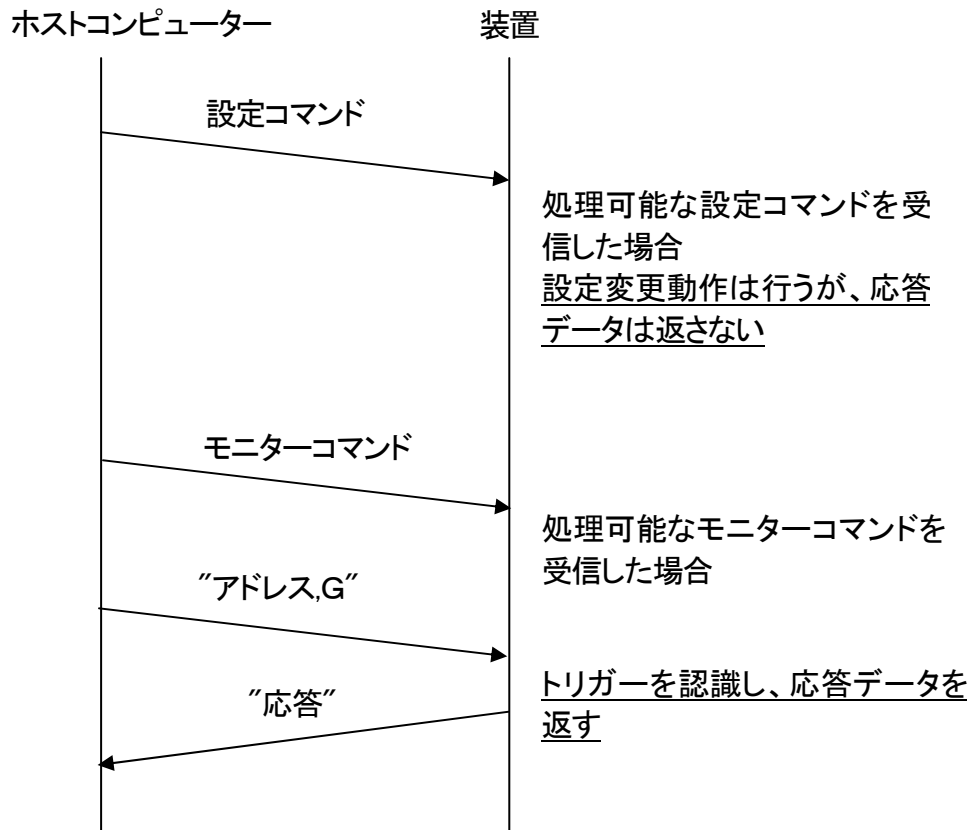 ホストコンピューター 装置
設定コマンド
処理可能な設定コマンドを受
信した場合
設定変更動作は行うが、応答
データは返さない
モニターコマンド
処理可能なモニターコマンドを
受信した場合
"アドレス,G"
トリガーを認識し、応答データを
返す
"応答"